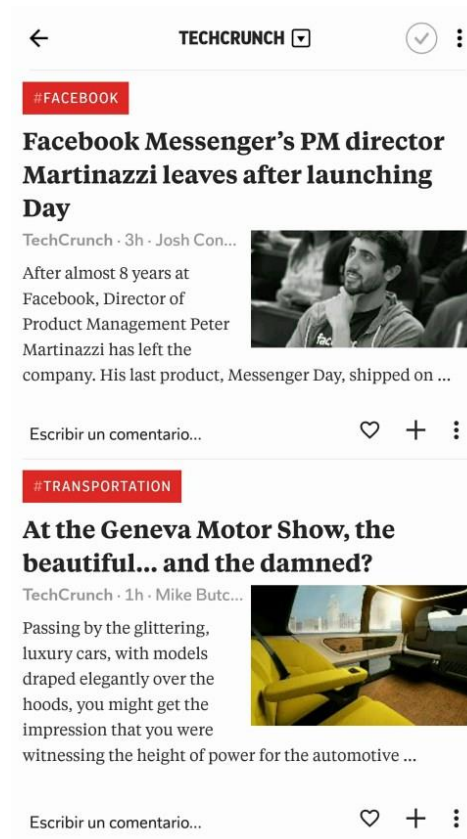 TECHCRUNCH
#FACEBOOK
Facebook Messenger’s PM director
Martinazzi leaves after launching
Day
TechCrunch · 3h · Josh Con...
After almost 8 years at
Facebook, Director of
Product Management Peter
Martinazzi has left the
company. His last product, Messenger Day, shipped on ...
Escribir un comentario...
#TRANSPORTATION
At the Geneva Motor Show, the
beautiful... and the damned?
TechCrunch · 1h · Mike Butc...
Passing by the glittering,
luxury cars, with models
draped elegantly over the
hoods, you might get the
impression that you were
witnessing the height of power for the automotive ...
Escribir un comentario...